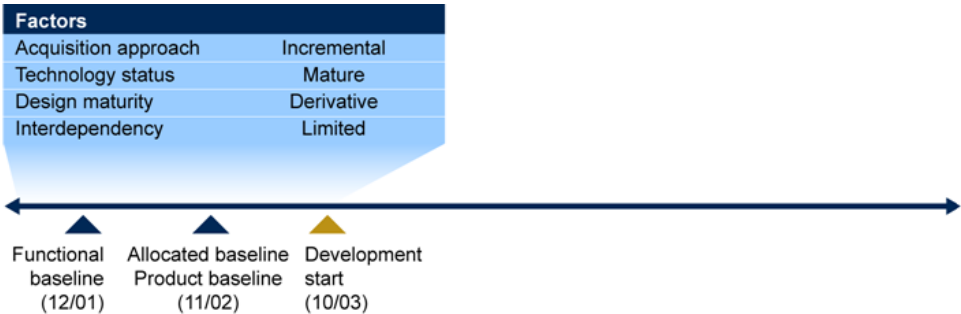 Factors
Acquisition approach Incremental
Technology status Mature
Design maturity Derivative
Interdependency Limited
Functional baseline (12/01)
Allocated baseline
Product baseline
(11/02)
Development start (10/03)